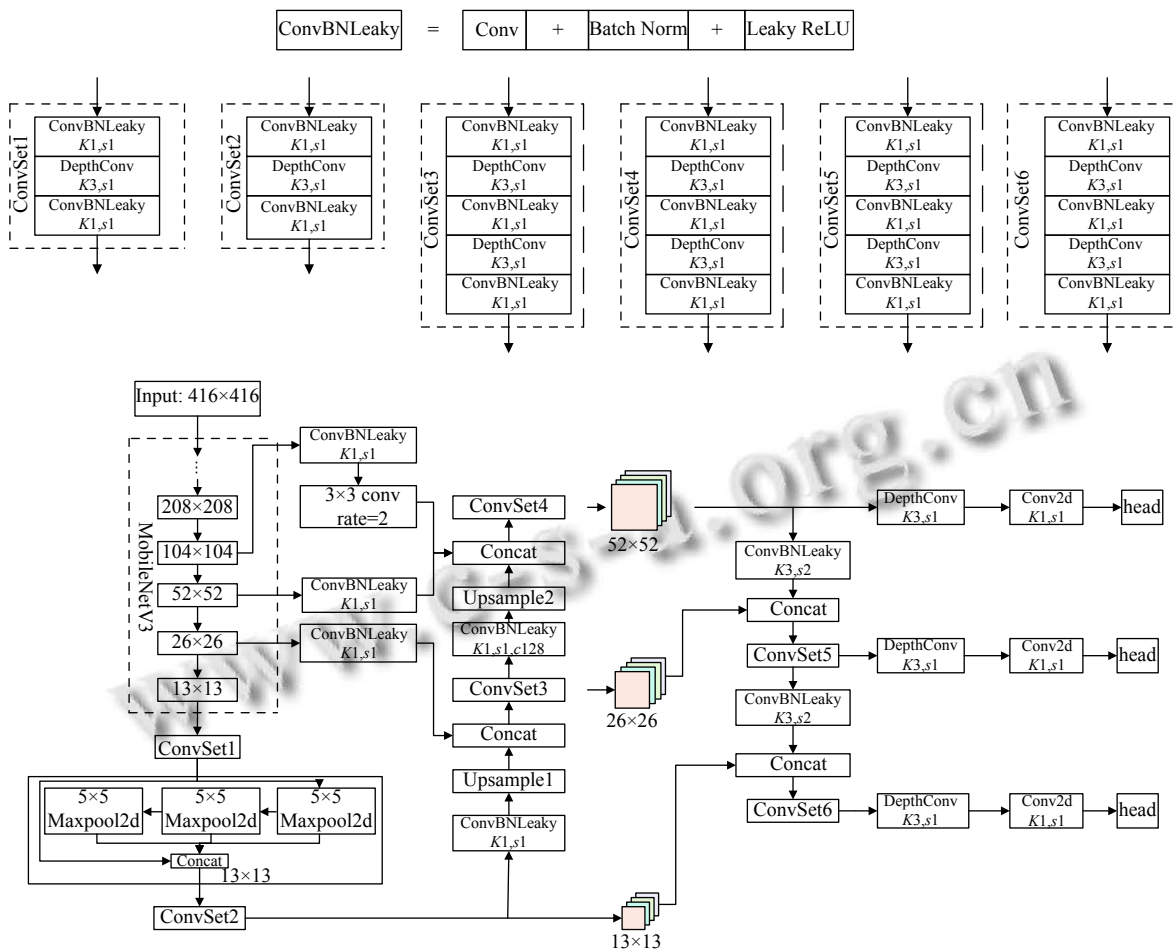 ConvBNLeaky = Conv + Batch Norm + Leaky ReLU
ConvSet1
ConvBNLeaky
K1,s1
DepthConv
K3,s1
ConvBNLeaky
K1,s1
ConvSet2
ConvBNLeaky
K1,s1
DepthConv
K3,s1
ConvBNLeaky
K1,s1
ConvSet3
ConvBNLeaky
K1,s1
DepthConv
K3,s1
ConvBNLeaky
K1,s1
DepthConv
K3,s1
ConvBNLeaky
K1,s1
ConvSet4
ConvBNLeaky
K1,s1
DepthConv
K3,s1
ConvBNLeaky
K1,s1
DepthConv
K3,s1
ConvBNLeaky
K1,s1
ConvSet5
ConvBNLeaky
K1,s1
DepthConv
K3,s1
ConvBNLeaky
K1,s1
DepthConv
K3,s1
ConvBNLeaky
K1,s1
ConvSet6
ConvBNLeaky
K1,s1
DepthConv
K3,s1
ConvBNLeaky
K1,s1
DepthConv
K3,s1
ConvBNLeaky
K1,s1
Input: 416×416
MobileNetV3
208×208
104×104
52×52
26×26
13×13
ConvSet1
5×5
Maxpool2d
5×5
Maxpool2d
5×5
Maxpool2d
Concat
13×13
ConvSet2
ConvBNLeaky
K1,s1
3×3 conv
rate=2
ConvBNLeaky
K1,s1
ConvBNLeaky
K1,s1
ConvSet4
Concat
Upsample2
ConvBNLeaky
K1,s1,c128
ConvSet3
Concat
Upsample1
ConvBNLeaky
K1,s1
52×52
26×26
13×13
ConvBNLeaky
K3,s2
Concat
ConvSet5
ConvBNLeaky
K3,s2
Concat
ConvSet6
DepthConv
K3,s1
Conv2d
K1,s1
head
DepthConv
K3,s1
Conv2d
K1,s1
head
DepthConv
K3,s1
Conv2d
K1,s1
head
www.c-s-a.org.cn